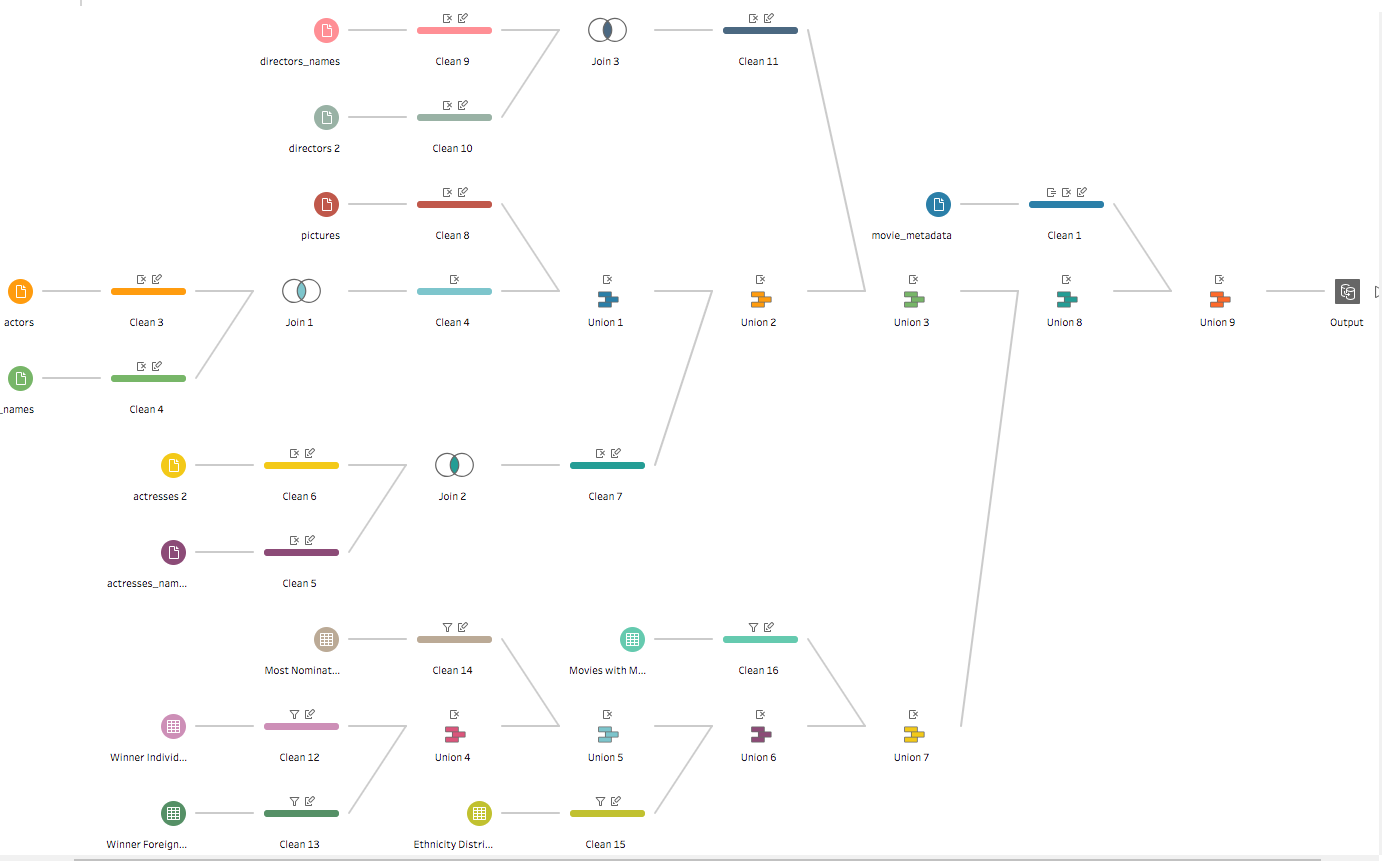 directors_names
Clean 9
Join 3
Clean 11
directors 2
Clean 10
pictures
Clean 8
movie_metadata
Clean 1
actors
Clean 3
Join 1
Clean 4
Union 1
Union 2
Union 3
Union 8
Union 9
Output
_names
Clean 4
actresses 2
Clean 6
Join 2
Clean 7
actresses_nam...
Clean 5
Most Nominat...
Clean 14
Movies with M...
Clean 16
Winner Individ...
Clean 12
Union 4
Union 5
Union 6
Union 7
Winner Foreign...
Clean 13
Ethnicity Distri...
Clean 15